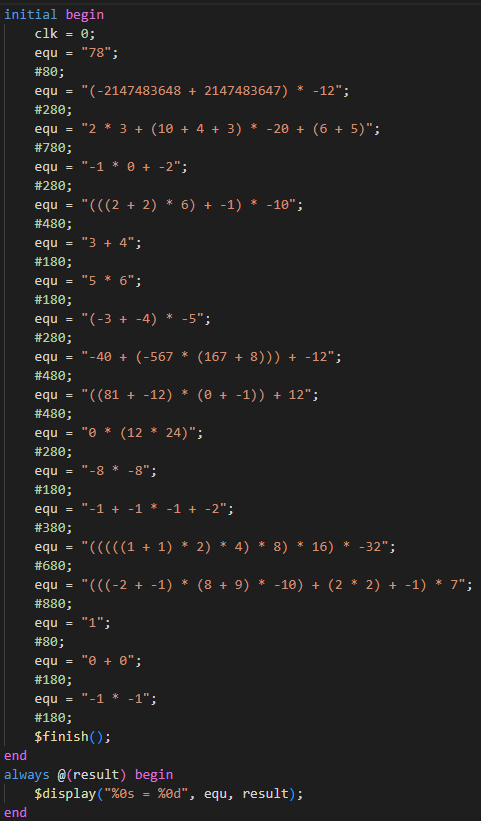 initial begin
    clk = 0;
    equ = "78";
    #80;
    equ = "(-2147483648 + 2147483647) * -12";
    #280;
    equ = "2 * 3 + (10 + 4 + 3) * -20 + (6 + 5)";
    #780;
    equ = "-1 * 0 + -2";
    #280;
    equ = "(((2 + 2) * 6) + -1) * -10";
    #480;
    equ = "3 + 4";
    #180;
    equ = "5 * 6";
    #180;
    equ = "(-3 + -4) * -5";
    #280;
    equ = "-40 + (-567 * (167 + 8))) + -12";
    #480;
    equ = "((81 + -12) * (0 + -1)) + 12";
    #480;
    equ = "0 * (12 * 24)";
    #280;
    equ = "-8 * -8";
    #180;
    equ = "-1 + -1 * -1 + -2";
    #380;
    equ = "(((((1 + 1) * 2) * 4) * 8) * 16) * -32";
    #680;
    equ = "(((-2 + -1) * (8 + 9) * -10) + (2 * 2) + -1) * 7";
    #880;
    equ = "1";
    #80;
    equ = "0 + 0";
    #180;
    equ = "-1 * -1";
    #180;
    $finish();
end
always @(result) begin
    $display("%0s = %0d", equ, result);
end